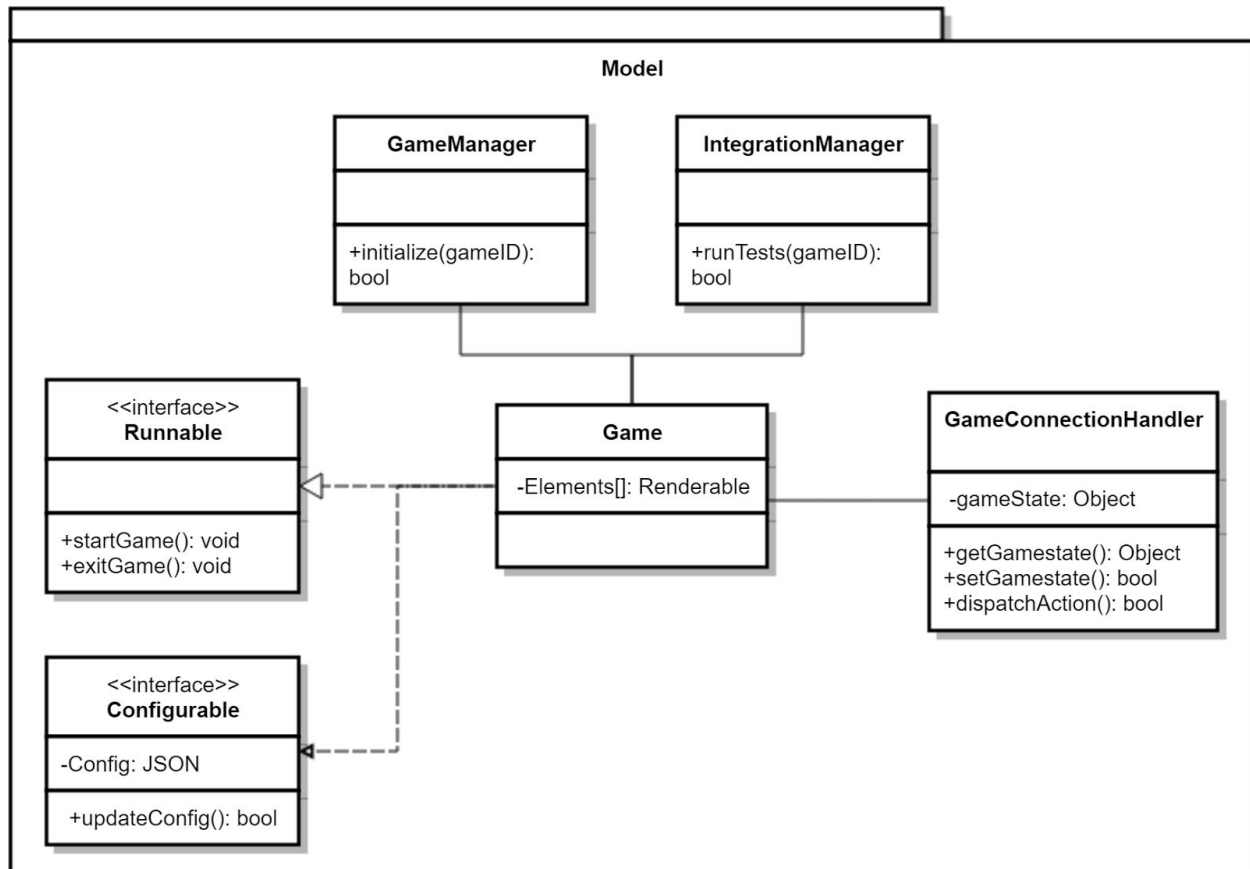 Model
GameManager
+initialize(gameID):
bool
IntegrationManager
+runTests(gameID):
bool
<<interface>>
Runnable
+startGame(): void
+exitGame(): void
Game
-Elements[]: Renderable
GameConnectionHandler
-gameState: Object
+getGamestate(): Object
+setGamestate(): bool
+dispatchAction(): bool
<<interface>>
Configurable
-Config: JSON
+updateConfig(): bool